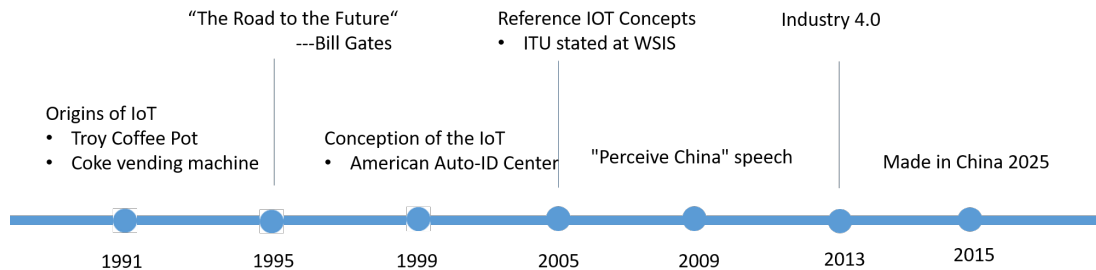 “The Road to the Future“
---Bill Gates
Reference IOT Concepts
• ITU stated at WSIS
Industry 4.0
Origins of IoT
• Troy Coffee Pot
• Coke vending machine
Conception of the IoT
• American Auto-ID Center
"Perceive China" speech
Made in China 2025
1991
1995
1999
2005
2009
2013
2015